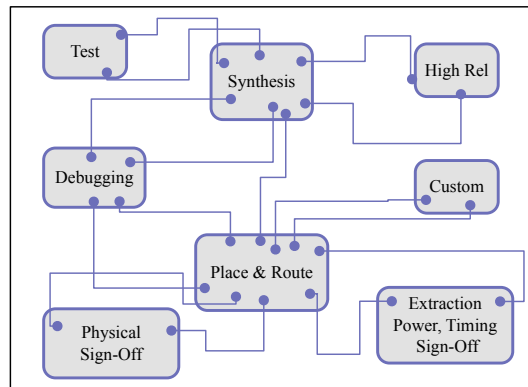 Test
Synthesis
High Rel
Debugging
Custom
Place & Route
Physical
Sign-Off
Extraction
Power, Timing
Sign-Off